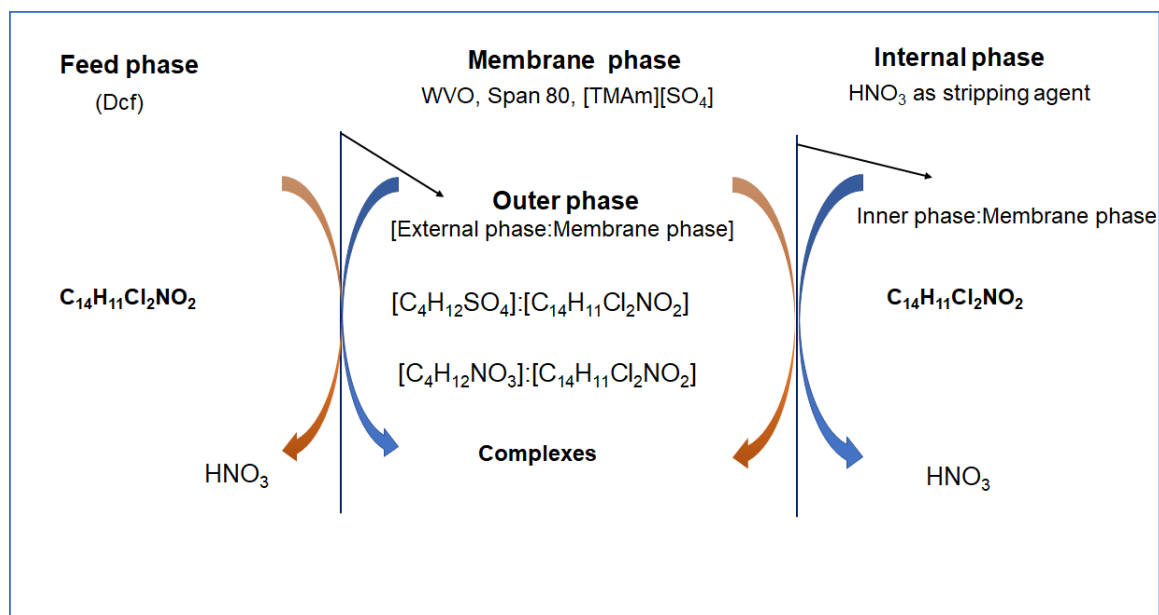 Feed phase
(Dcf)
Membrane phase
WVO, Span 80, [TMAm][SO₄]
Internal phase
HNO₃ as stripping agent
Outer phase
[External phase:Membrane phase]
Inner phase:Membrane phase
C₁₄H₁₁Cl₂NO₂
[C₄H₁₂SO₄]:[C₁₄H₁₁Cl₂NO₂]
C₁₄H₁₁Cl₂NO₂
[C₄H₁₂NO₃]:[C₁₄H₁₁Cl₂NO₂]
Complexes
HNO₃
HNO₃